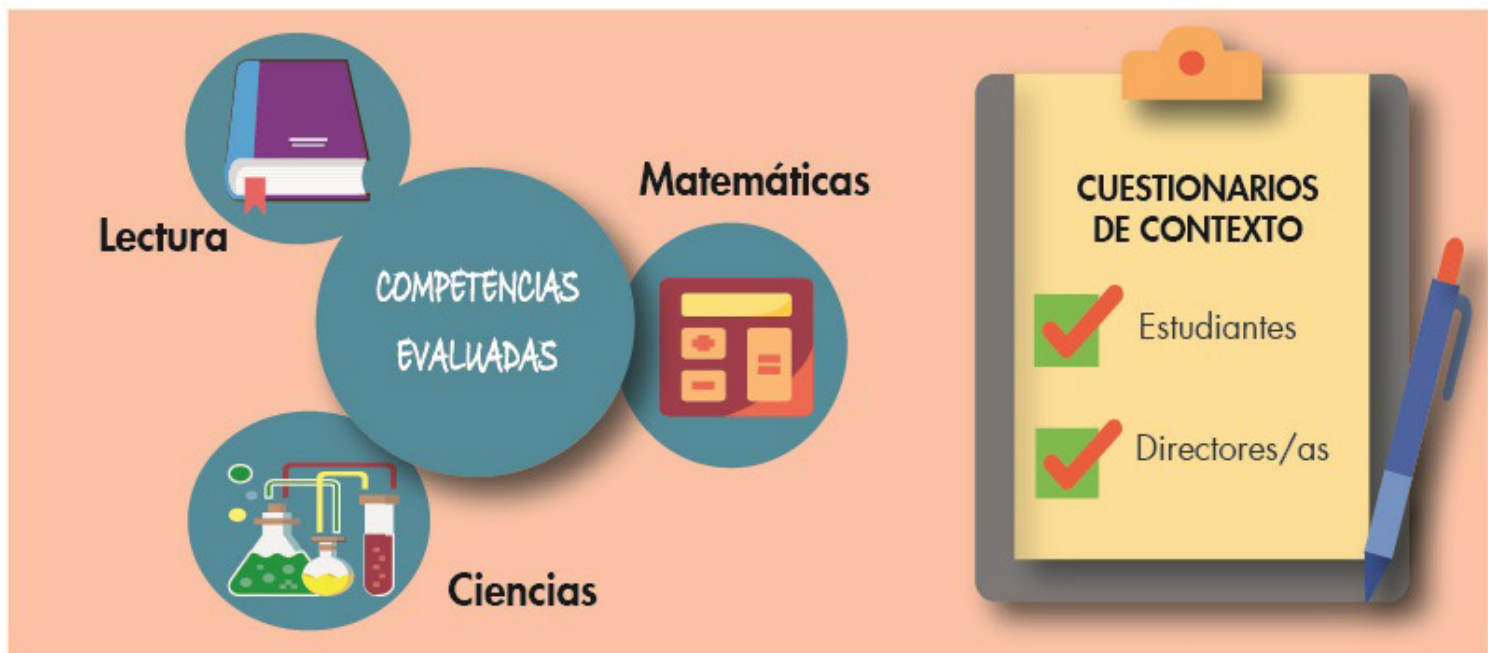 Lectura
COMPETENCIAS
EVALUADAS
Matemáticas
Ciencias
CUESTIONARIOS
DE CONTEXTO
Estudiantes
Directores/as